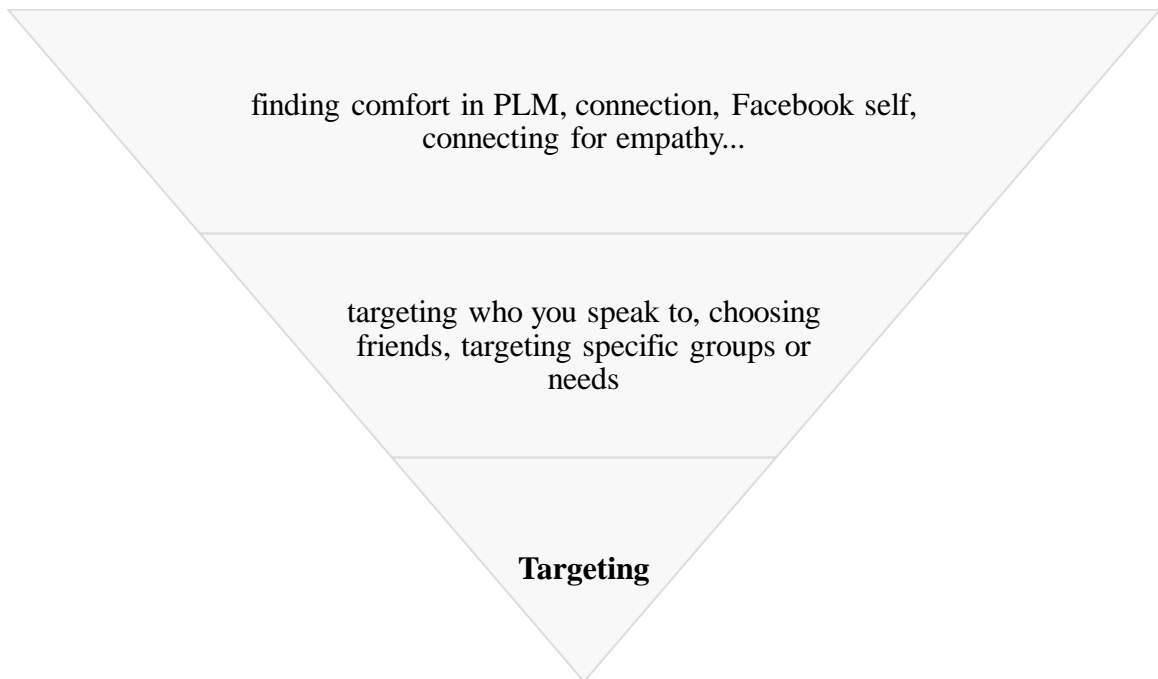 finding comfort in PLM, connection, Facebook self,
connecting for empathy...
targeting who you speak to, choosing
friends, targeting specific groups or
needs
Targeting